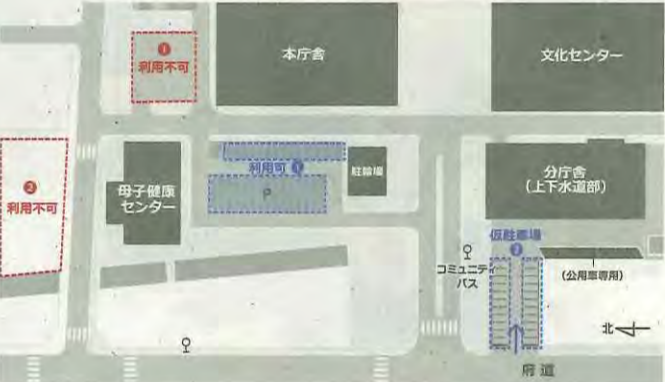 ❶
利用不可
本庁舎
文化センター
❷
利用不可
母子健康
センター
利用可 ❶
P
駐輪場
分庁舎
(上下水道部)
仮駐車場
❷
コミュニティ
バス
(公用車専用)
北
府道